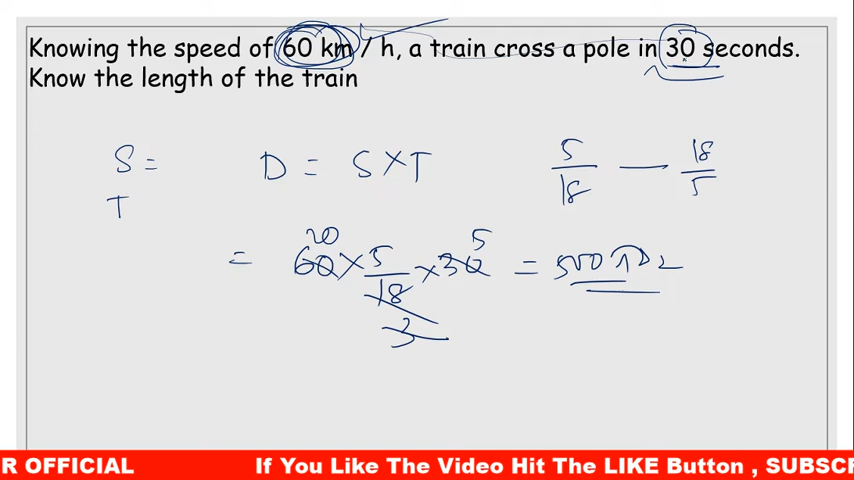 Knowing the speed of 60 km / h, a train cross a pole in 30 seconds.
Know the length of the train
S = D = S × T 5/18 — 18/5
T
20 5
= 60 × 5/18 × 30 = 500
3
R OFFICIAL If You Like The Video Hit The LIKE Button , SUBSC